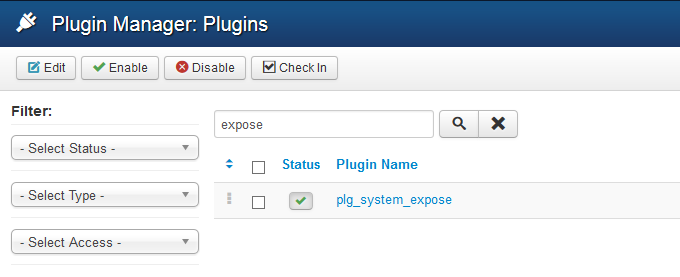 Plugin Manager: Plugins
Edit Enable Disable Check In
Filter:
expose
- Select Status -
Status Plugin Name
- Select Type -
plg_system_expose
- Select Access -